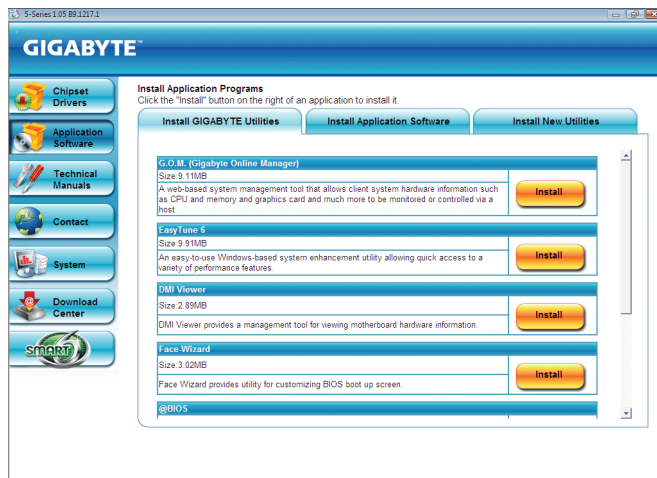 5-Series 1.05 B9.1217.1
GIGABYTE™
Chipset
Drivers
Application
Software
Technical
Manuals
Contact
System
Download
Center
SMART
Install Application Programs
Click the "Install" button on the right of an application to install it.
Install GIGABYTE Utilities
Install Application Software
Install New Utilities
G.O.M. (Gigabyte Online Manager)
Size:9.11MB
A web-based system management tool that allows client system hardware information such
as CPU and memory and graphics card and much more to be monitored or controlled via a
host.
Install
EasyTune 6
Size:9.91MB
An easy-to-use Windows-based system enhancement utility allowing quick access to a
variety of performance features.
Install
DMI Viewer
Size:2.89MB
DMI Viewer provides a management tool for viewing motherboard hardware information.
Install
Face-Wizard
Size:3.02MB
Face Wizard provides utility for customizing BIOS boot up screen.
Install
@BIOS